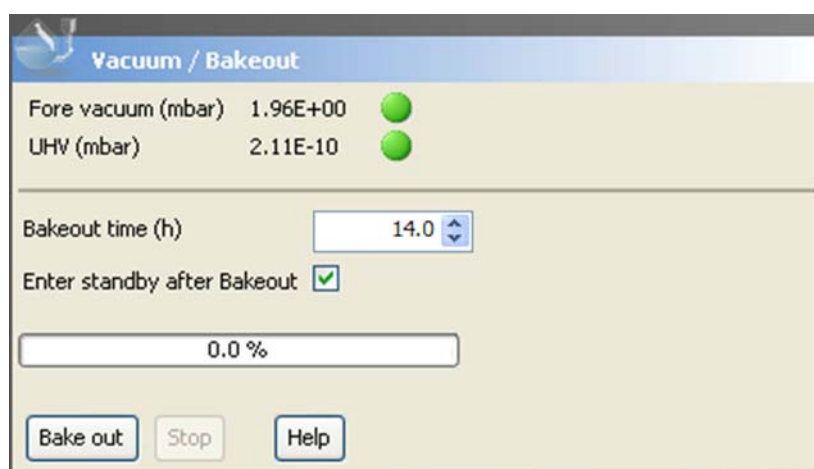 Vacuum / Bakeout
Fore vacuum (mbar) 1.96E+00
UHV (mbar) 2.11E-10
Bakeout time (h) 14.0
Enter standby after Bakeout
0.0 %
Bake out Stop Help